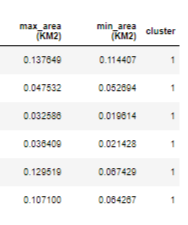 max_area (KM2) min_area (KM2) cluster
0.137649 0.114407 1
0.047532 0.052694 1
0.032586 0.019614 1
0.036409 0.021428 1
0.129519 0.067429 1
0.107100 0.064267 1